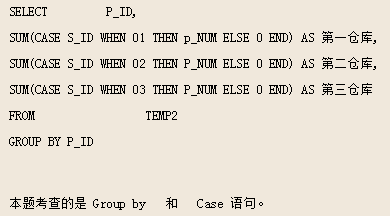 SELECT P_ID,
SUM(CASE S_ID WHEN 01 THEN p_NUM ELSE 0 END) AS 第一仓库,
SUM(CASE S_ID WHEN 02 THEN P_NUM ELSE 0 END) AS 第二仓库,
SUM(CASE S_ID WHEN 03 THEN P_NUM ELSE 0 END) AS 第三仓库
FROM TEMP2
GROUP BY P_ID
本题考查的是 Group by 和 Case 语句。